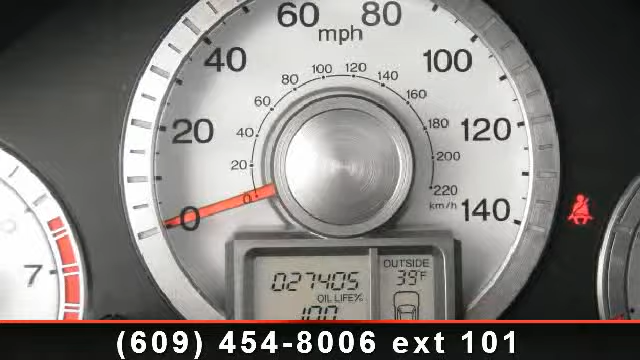 60 80
mph
40 100
100 120
80 140
60 160
40 180
20 120
20 200
0 220
0 km/h 140
7
OUTSIDE
027405 39°F
OIL LIFE%
100
(609) 454-8006 ext 101